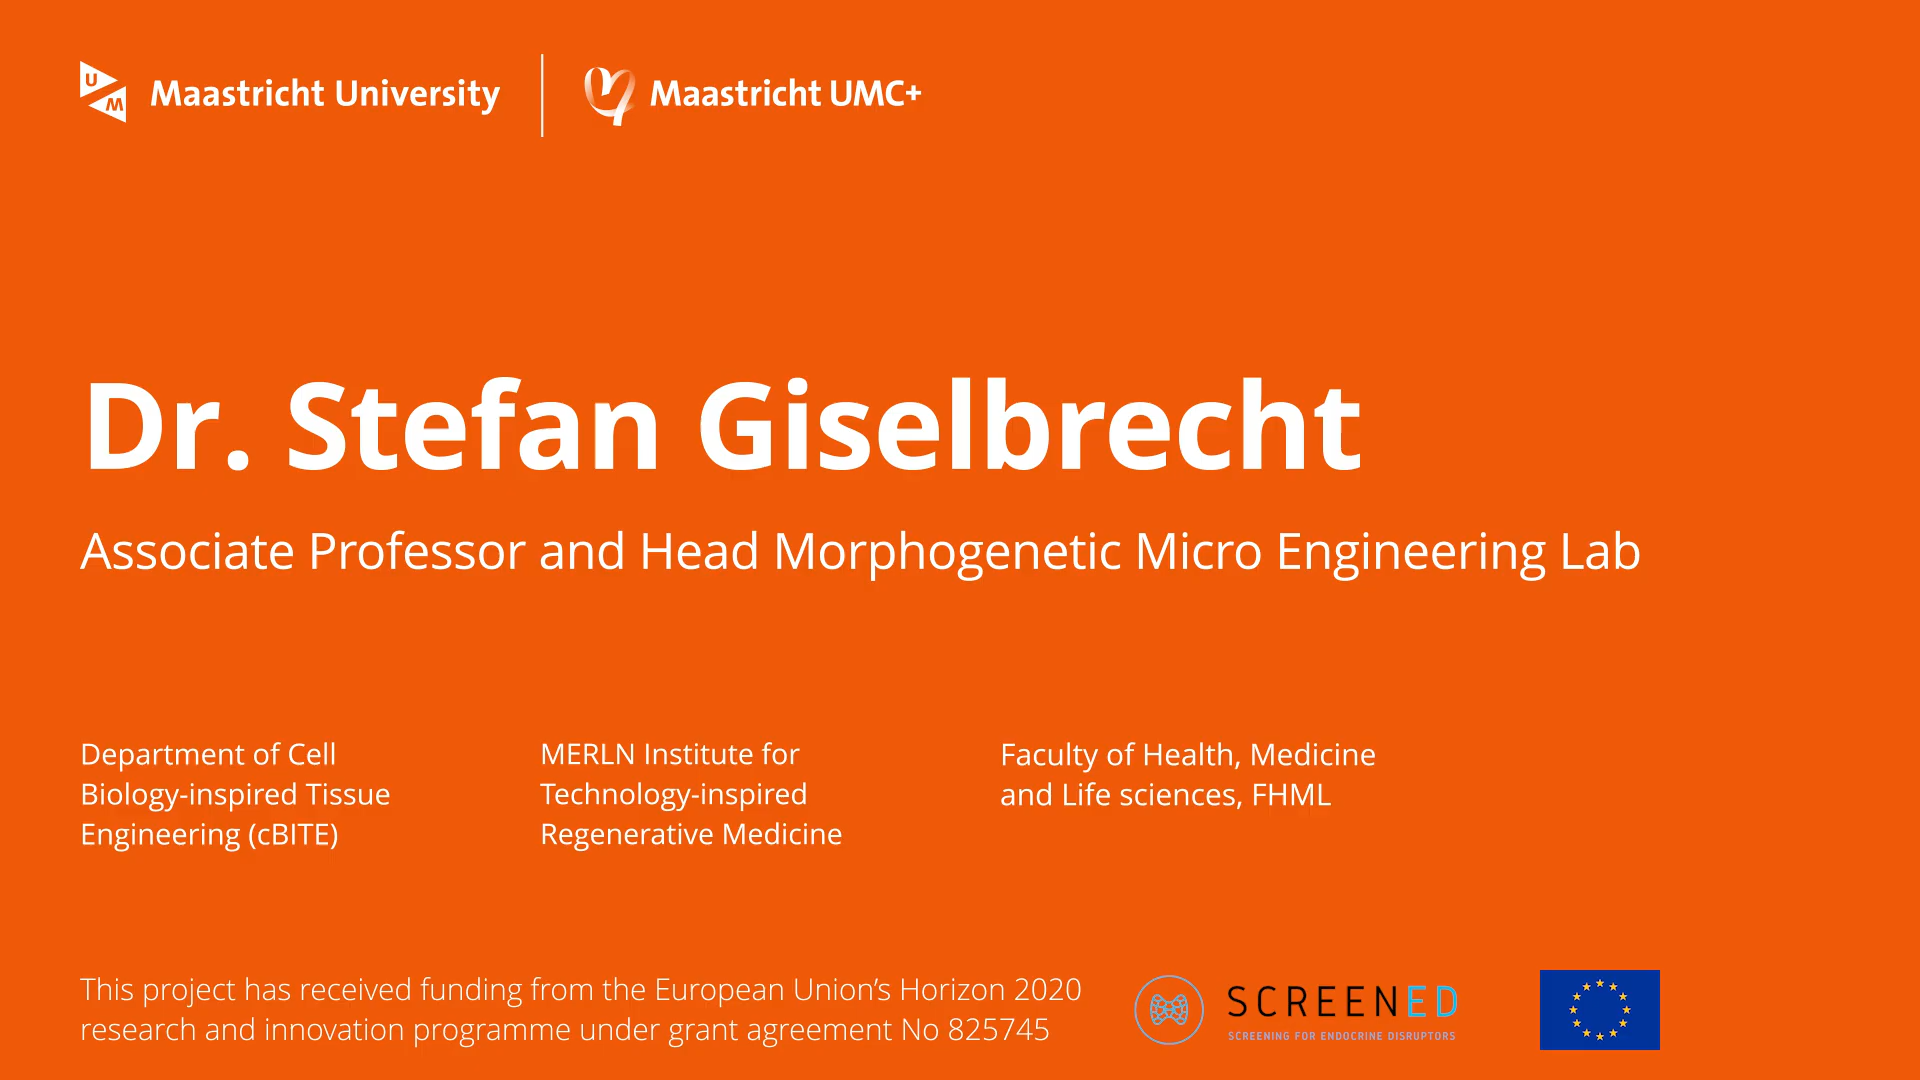 UM Maastricht University
Maastricht UMC+
Dr. Stefan Giselbrecht
Associate Professor and Head Morphogenetic Micro Engineering Lab
Department of Cell
Biology-inspired Tissue
Engineering (cBITE)
MERLN Institute for
Technology-inspired
Regenerative Medicine
Faculty of Health, Medicine
and Life sciences, FHML
This project has received funding from the European Union’s Horizon 2020
research and innovation programme under grant agreement No 825745
SCREENED
SCREENING FOR ENDOCRINE DISRUPTORS